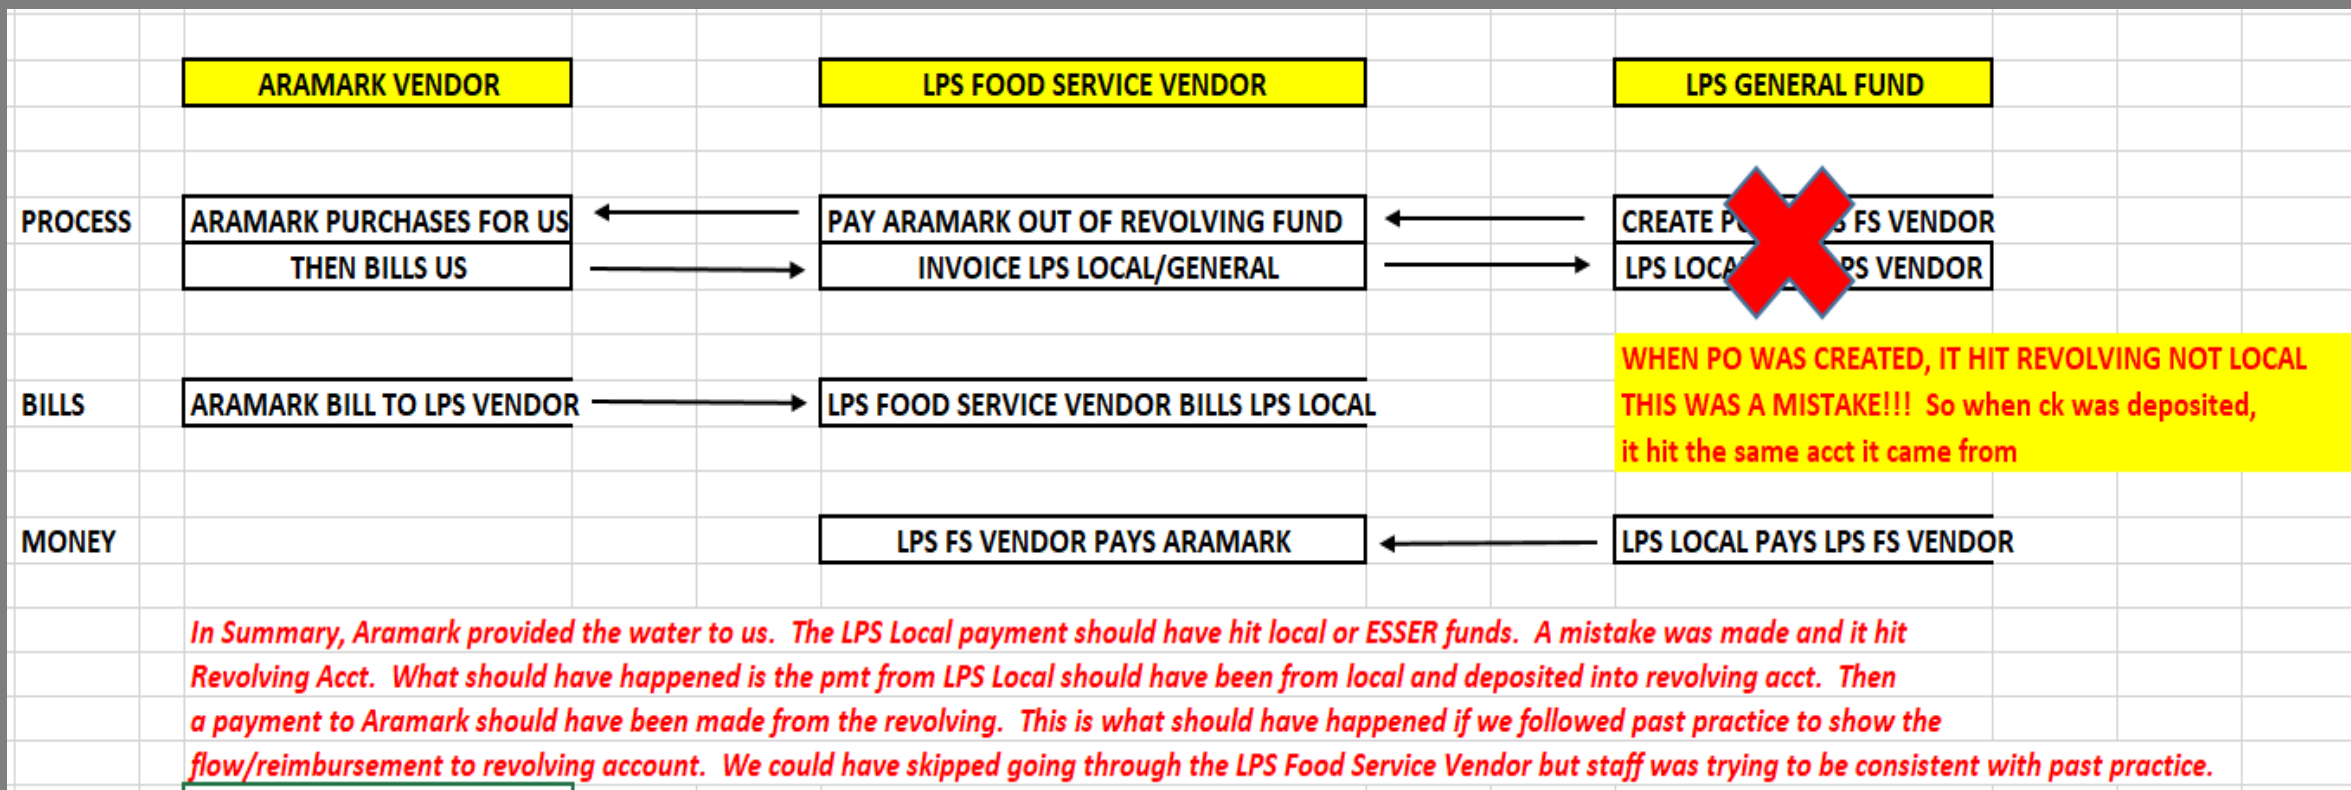 ARAMARK VENDOR LPS FOOD SERVICE VENDOR LPS GENERAL FUND
PROCESS ARAMARK PURCHASES FOR US PAY ARAMARK OUT OF REVOLVING FUND CREATE FS VENDOR
THEN BILLS US INVOICE LPS LOCAL/GENERAL LPS VENDOR
WHEN PO WAS CREATED, IT HIT REVOLVING NOT LOCAL
BILLS ARAMARK BILL TO LPS VENDOR LPS FOOD SERVICE VENDOR BILLS LPS LOCAL THIS WAS A MISTAKE!!! So when ck was deposited,
it hit the same acct it came from
MONEY LPS FS VENDOR PAYS ARAMARK LPS LOCAL PAYS LPS FS VENDOR
In Summary, Aramark provided the water to us. The LPS Local payment should have hit local or ESSER funds. A mistake was made and it hit
Revolving Acct. What should have happened is the pmt from LPS Local should have been from local and deposited into revolving acct. Then
a payment to Aramark should have been made from the revolving. This is what should have happened if we followed past practice to show the
flow/reimbursement to revolving account. We could have skipped going through the LPS Food Service Vendor but staff was trying to be consistent with past practice.